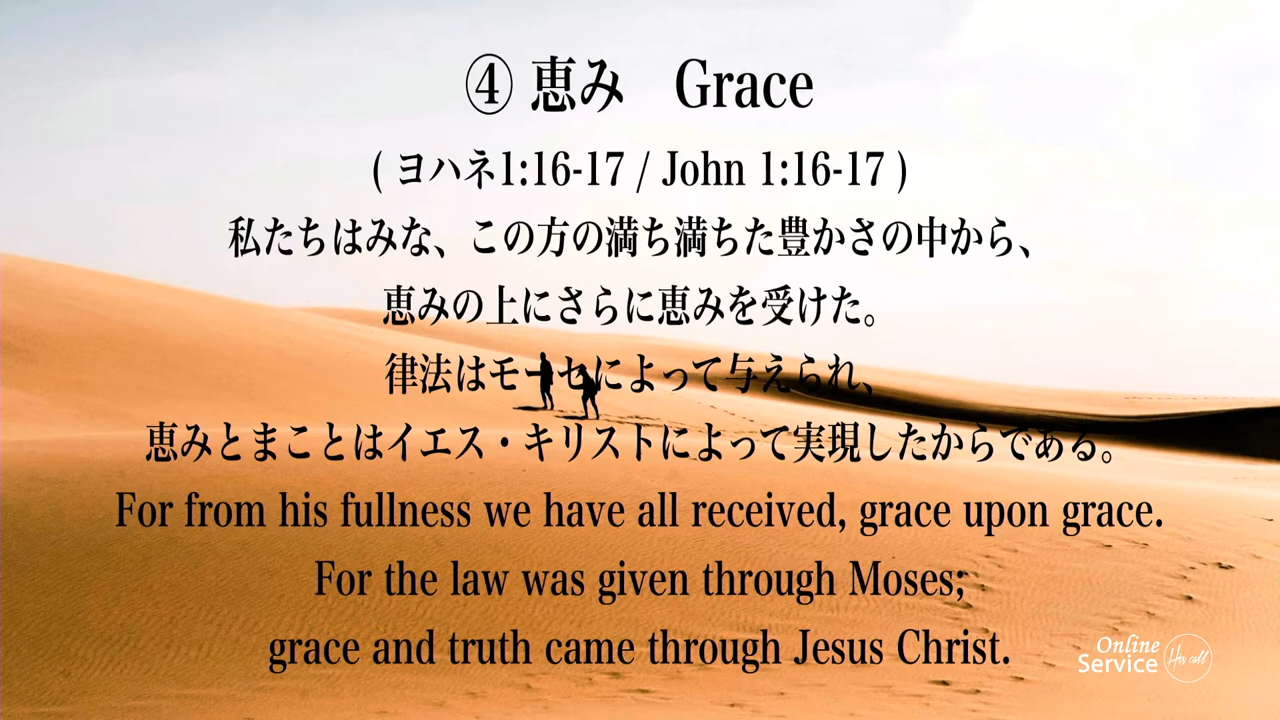 ④ 恵み　Grace
( ヨハネ1:16-17 / John 1:16-17 )
私たちはみな、この方の満ち満ちた豊かさの中から、
恵みの上にさらに恵みを受けた。
律法はモーセによって与えられ、
恵みとまことはイエス・キリストによって実現したからである。
For from his fullness we have all received, grace upon grace.
For the law was given through Moses;
grace and truth came through Jesus Christ.
Online
Service His call